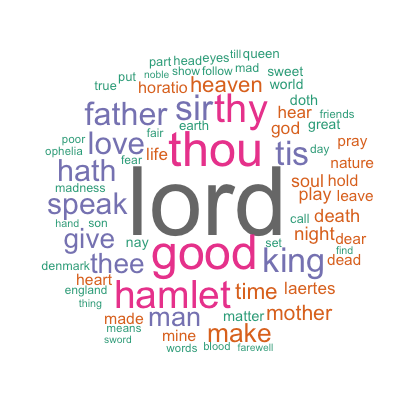 part head eyes till queen
true put noble show follow mad sweet
horatio heaven world
father sir thy doth
earth hear friends
poor fair god great
love thou tis day pray
ophelia fear life nature
hath soul hold
madness lord play leave
speak call death
hand son night dear
give nay good set king find
denmark thee dead
heart laertes
england hamlet time
thing mother
made man matter
means make
sword mine
words blood farewell